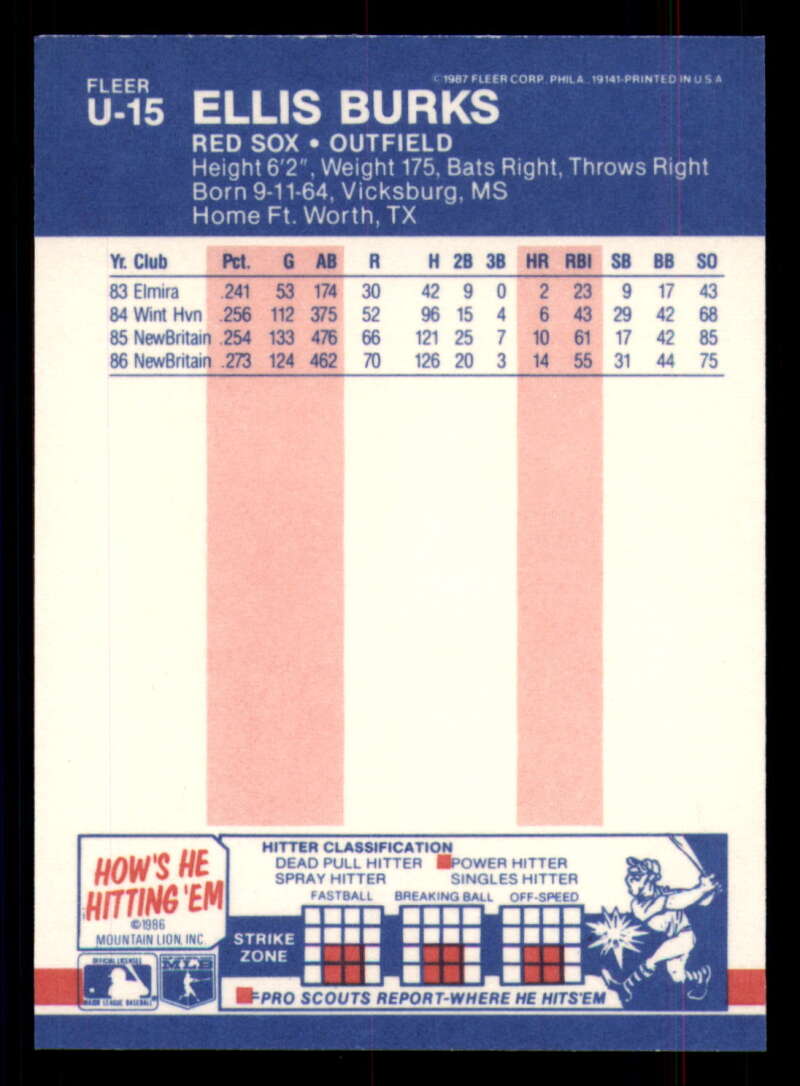 © 1987 FLEER CORP. PHILA. 19141-PRINTED IN U S A
FLEER
U-15 ELLIS BURKS
RED SOX • OUTFIELD
Height 6'2", Weight 175, Bats Right, Throws Right
Born 9-11-64, Vicksburg, MS
Home Ft. Worth, TX
Yr. Club Pct. G AB R H 2B 3B HR RBI SB BB SO
83 Elmira .241 53 174 30 42 9 0 2 23 9 17 43
84 Wint Hvn .256 112 375 52 96 15 4 6 43 29 42 68
85 NewBritain .254 133 476 66 121 25 7 10 61 17 42 85
86 NewBritain .273 124 462 70 126 20 3 14 55 31 44 75
HOW'S HE
HITTING 'EM
©1986
MOUNTAIN LION, INC.
HITTER CLASSIFICATION
DEAD PULL HITTER POWER HITTER
SPRAY HITTER SINGLES HITTER
FASTBALL BREAKING BALL OFF-SPEED
STRIKE
ZONE
=PRO SCOUTS REPORT-WHERE HE HITS'EM
OFFICIAL LICENSEE
MAJOR LEAGUE BASEBALL